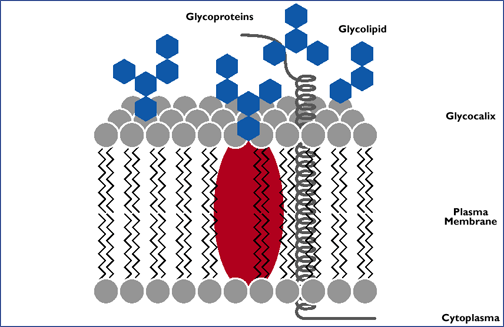 Glycoproteins
Glycolipid
Glycocalix
Plasma
Membrane
Cytoplasma